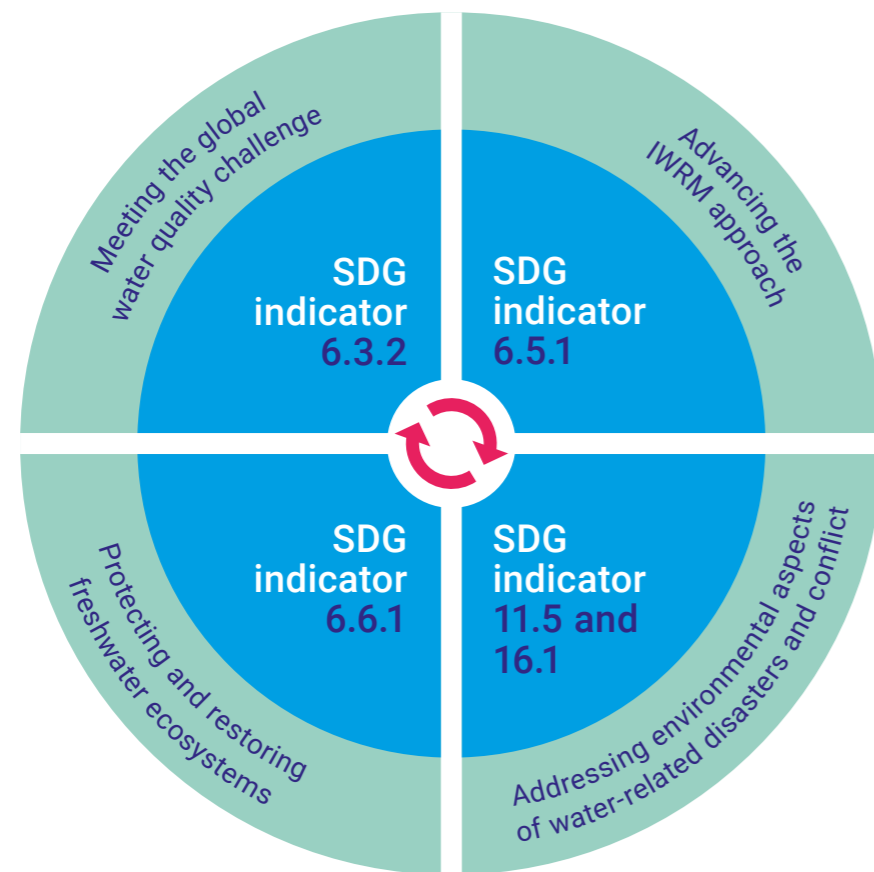 Meeting the global
water quality challenge
SDG
indicator
6.3.2
Advancing the
IWRM approach
SDG
indicator
6.5.1
Protecting and restoring
freshwater ecosystems
SDG
indicator
6.6.1
SDG
indicator
11.5 and
16.1
Addressing environmental aspects
of water-related disasters and conflict